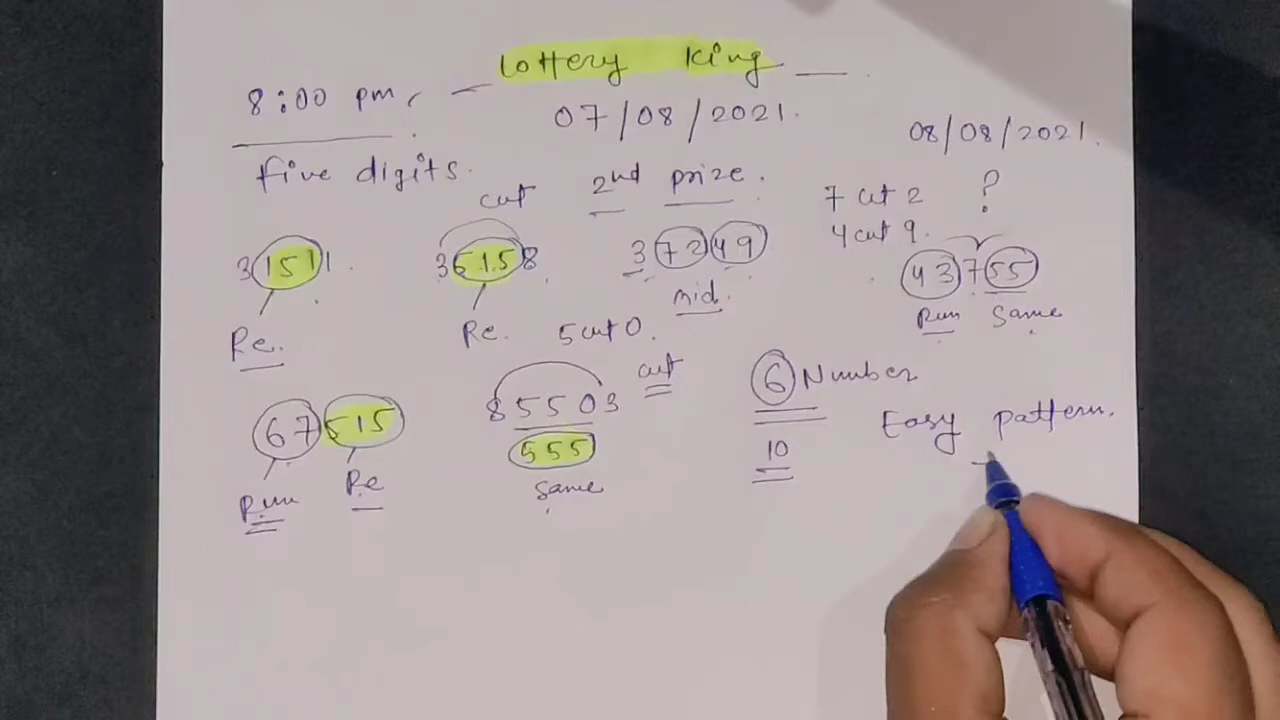 Lottery King
8:00 pm,
07/08/2021.
08/08/2021.
five digits.
cut
2nd prize.
7 cut 2
?
4 cut 9.
31511.
36158
37249
43755
mid.
Run
Same
Re.
Re.
5 cut 0.
cut
6 Number
67515
85503
Easy pattern.
555
10
Run
Re
Same